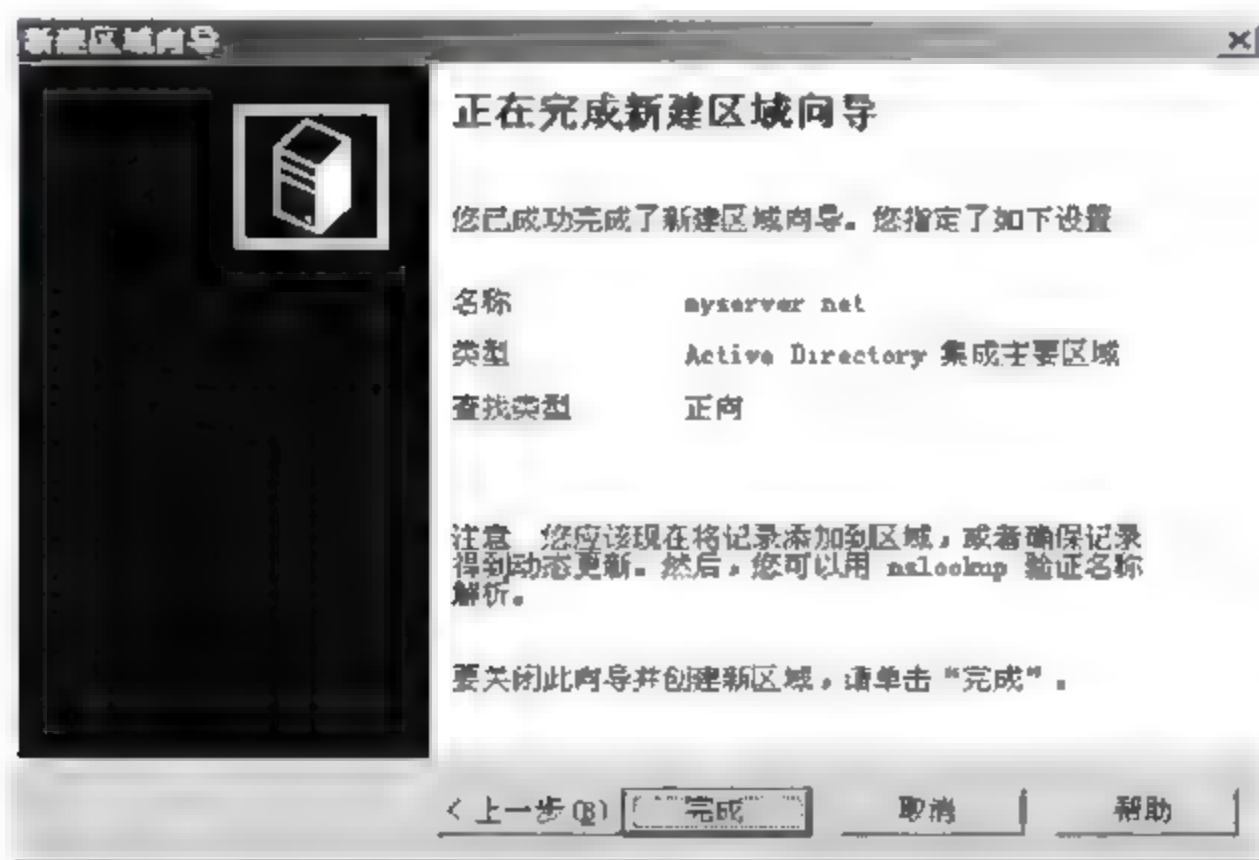 新建区域向导
正在完成新建区域向导
您已成功完成了新建区域向导。您指定了如下设置
名称 myserver net
类型 Active Directory 集成主要区域
查找类型 正向
注意 您应该现在将记录添加到区域，或者确保记录
得到动态更新。然后，您可以用 nslookup 验证名称
解析。
要关闭此向导并创建新区域，请单击“完成”。
< 上一步(B) 完成 取消 帮助